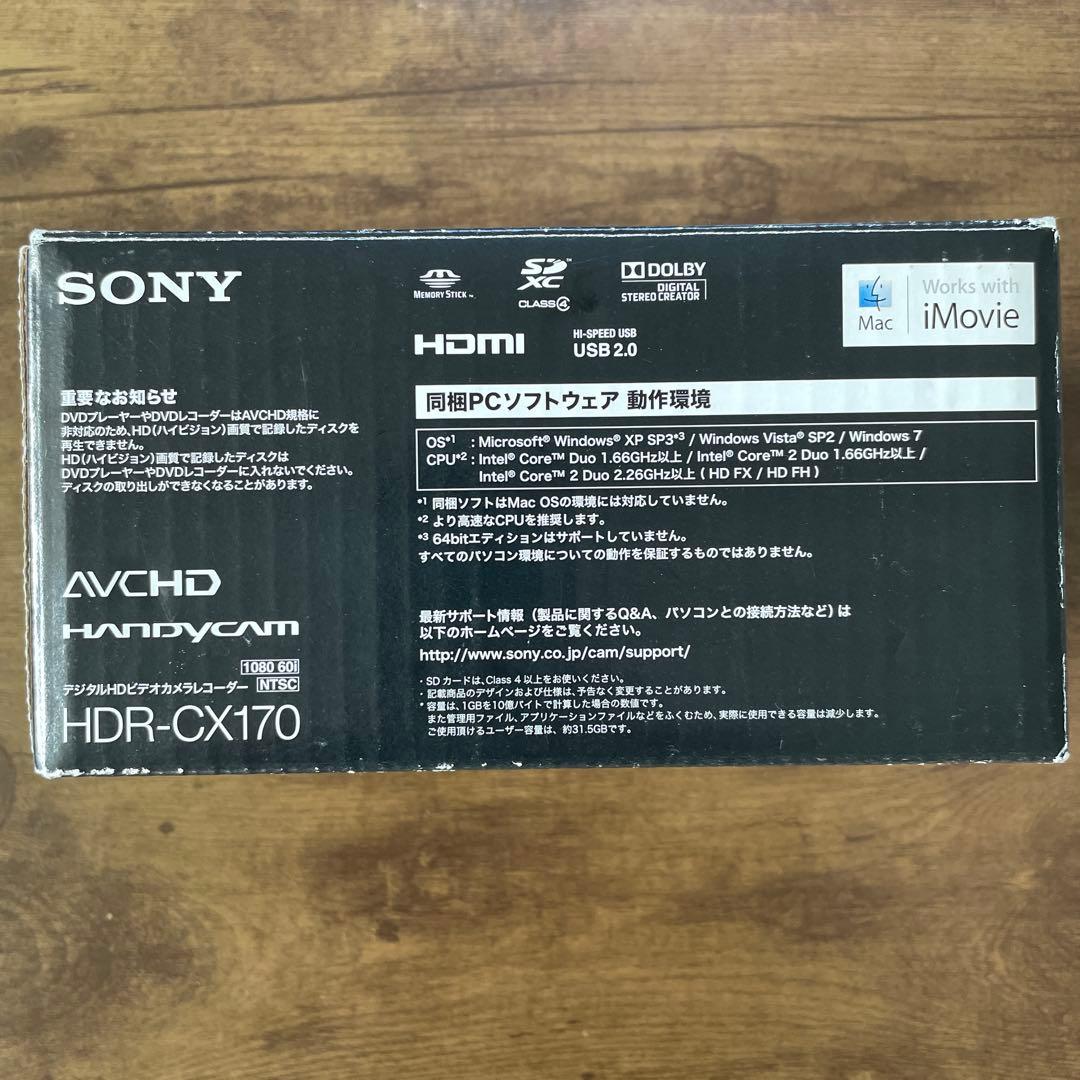 SONY
MEMORY STICK™
SD XC™
CLASS④
DOLBY
DIGITAL
STEREO CREATOR
HDMI
HI-SPEED USB
USB 2.0
Mac
Works with
iMovie
重要なお知らせ
DVDプレーヤーやDVDレコーダーはAVCHD規格に
非対応のため、HD(ハイビジョン)画質で記録したディスクを
再生できません。
HD(ハイビジョン)画質で記録したディスクは
DVDプレーヤーやDVDレコーダーに入れないでください。
ディスクの取り出しができなくなることがあります。
AVCHD
HANDYCAM
1080 60i
デジタルHDビデオカメラレコーダー NTSC
HDR-CX170
同梱PCソフトウェア 動作環境
OS*1 : Microsoft® Windows® XP SP3*3 / Windows Vista® SP2 / Windows 7
CPU*2 : Intel® Core™ Duo 1.66GHz以上 / Intel® Core™ 2 Duo 1.66GHz以上 /
Intel® Core™ 2 Duo 2.26GHz以上 ( HD FX / HD FH )
*1 同梱ソフトはMac OSの環境には対応していません。
*2 より高速なCPUを推奨します。
*3 64bitエディションはサポートしていません。
すべてのパソコン環境についての動作を保証するものではありません。
最新サポート情報（製品に関するQ&A、パソコンとの接続方法など）は
以下のホームページをご覧ください。
http://www.sony.co.jp/cam/support/
・SDカードは、Class 4以上をお使いください。
・記載商品のデザインおよび仕様は、予告なく変更することがあります。
* 容量は、1GBを10億バイトで計算した場合の数値です。
また管理用ファイル、アプリケーションファイルなどをふくむため、実際に使用できる容量は減少します。
ご使用頂けるユーザー容量は、約31.5GBです。